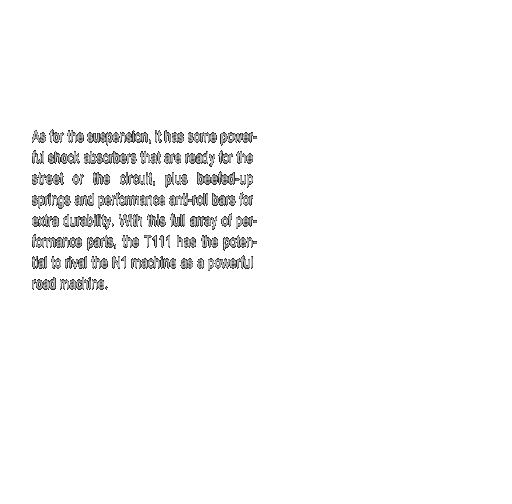 As for the suspension, it has some power-
ful shock absorbers that are ready for the
street or the circuit, plus beefed-up
springs and performance anti-roll bars for
extra durability. With this full array of per-
formance parts, the T111 has the poten-
tial to rival the N1 machine as a powerful
road machine.